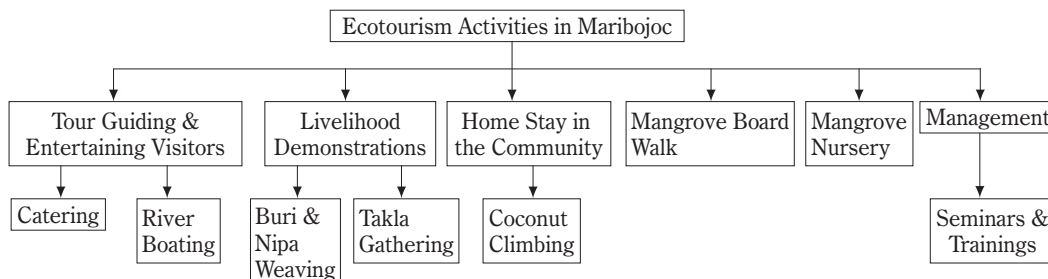 Ecotourism Activities in Maribojoc
Tour Guiding &
Entertaining Visitors
Livelihood
Demonstrations
Home Stay in
the Community
Mangrove Board
Walk
Mangrove
Nursery
Management
Catering
River
Boating
Buri &
Nipa
Weaving
Takla
Gathering
Coconut
Climbing
Seminars &
Trainings